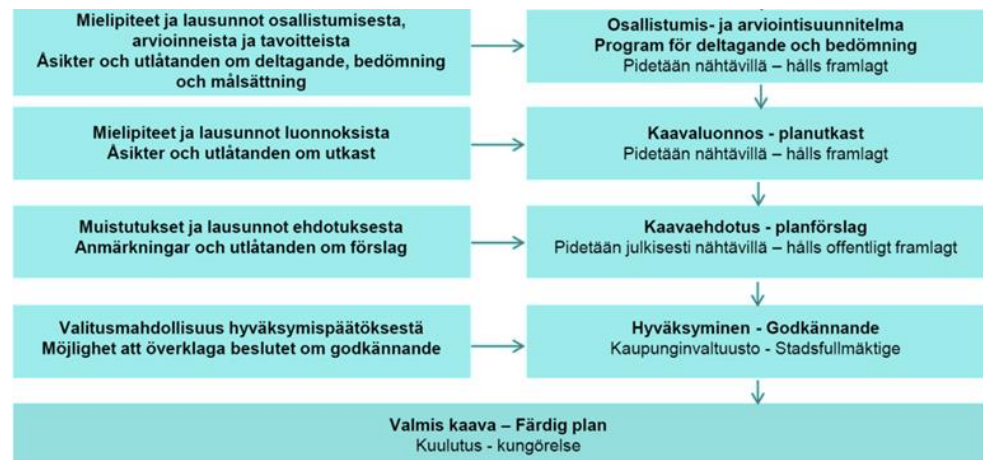 Mielipiteet ja lausunnot osallistumisesta,
arvioinneista ja tavoitteista
Åsikter och utlåtanden om deltagande, bedömning
och målsättning
Osallistumis- ja arviointisuunnitelma
Program för deltagande och bedömning
Pidetään nähtävillä – hålls framlagt
Mielipiteet ja lausunnot luonnoksista
Åsikter och utlåtanden om utkast
Kaavaluonnos - planutkast
Pidetään nähtävillä – hålls framlagt
Muistutukset ja lausunnot ehdotuksesta
Anmärkningar och utlåtanden om förslag
Kaavaehdotus - planförslag
Pidetään julkisesti nähtävillä – hålls offentligt framlagt
Valitusmahdollisuus hyväksymispäätöksestä
Möjlighet att överklaga beslutet om godkännande
Hyväksyminen - Godkännande
Kaupunginvaltuusto - Stadsfullmäktige
Valmis kaava – Färdig plan
Kuulutus - kungörelse